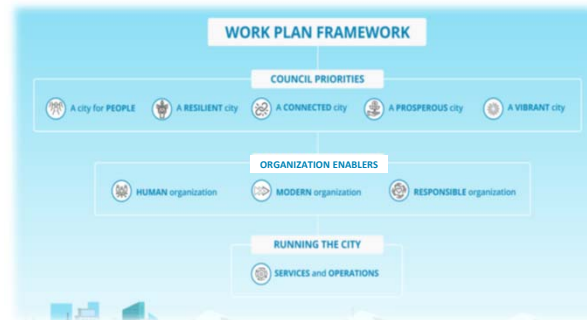 WORK PLAN FRAMEWORK
COUNCIL PRIORITIES
A city for PEOPLE A RESILIENT city A CONNECTED city A PROSPEROUS city A VIBRANT city
ORGANIZATION ENABLERS
HUMAN organization MODERN organization RESPONSIBLE organization
RUNNING THE CITY
SERVICES and OPERATIONS